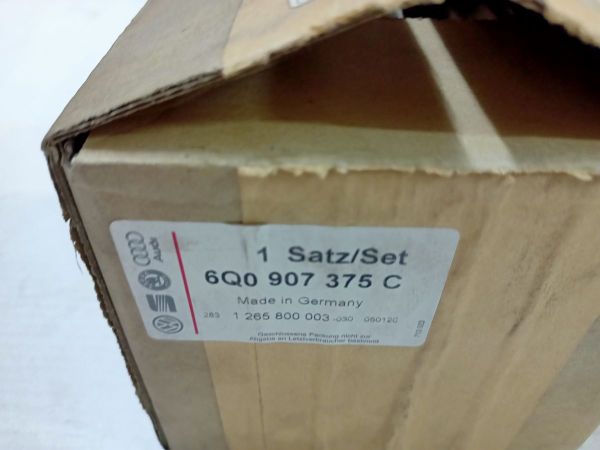 Audi
1 Satz/Set
6Q0 907 375 C
Made in Germany
283 1 265 800 003 -030 050120
Geschlossene Packung nicht zur
Abgabe an Letztverbraucher bestimmt